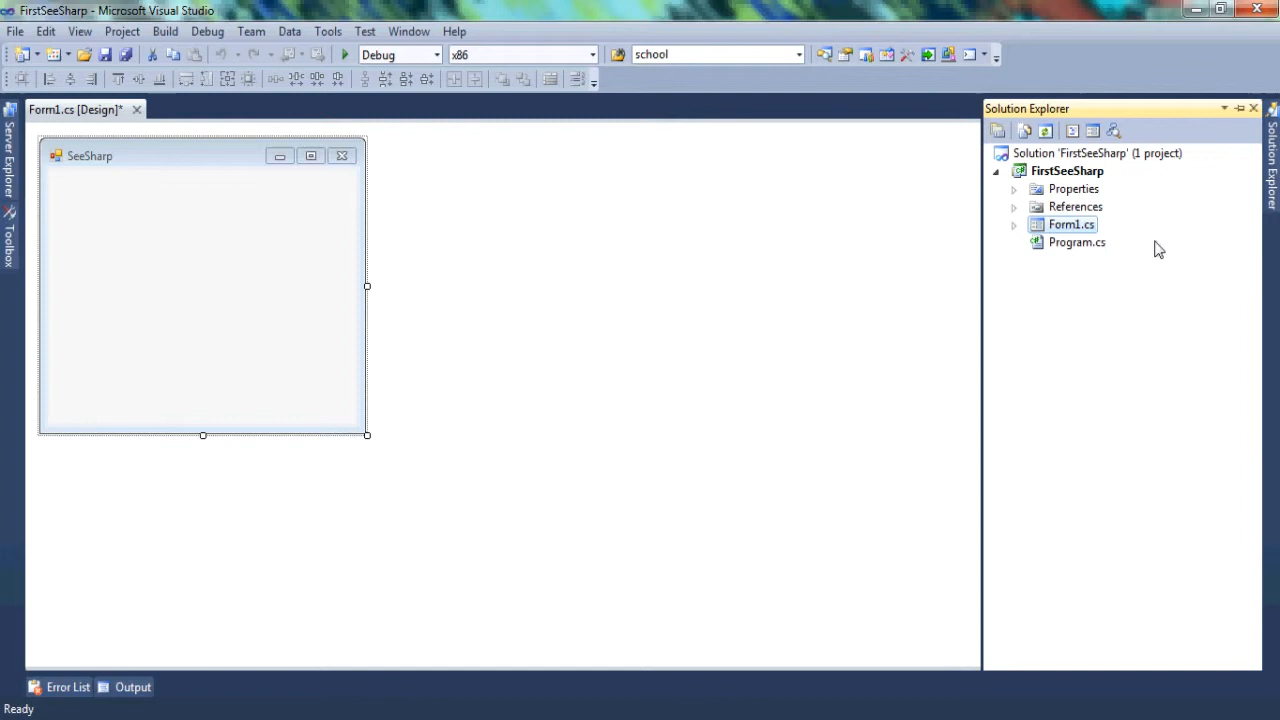 FirstSeeSharp - Microsoft Visual Studio
File Edit View Project Build Debug Team Data Tools Test Window Help
Debug x86 school
Form1.cs [Design]*
Solution Explorer
Server Explorer
Toolbox
SeeSharp
Solution 'FirstSeeSharp' (1 project)
FirstSeeSharp
Properties
References
Form1.cs
Program.cs
Solution Explorer
Error List Output
Ready